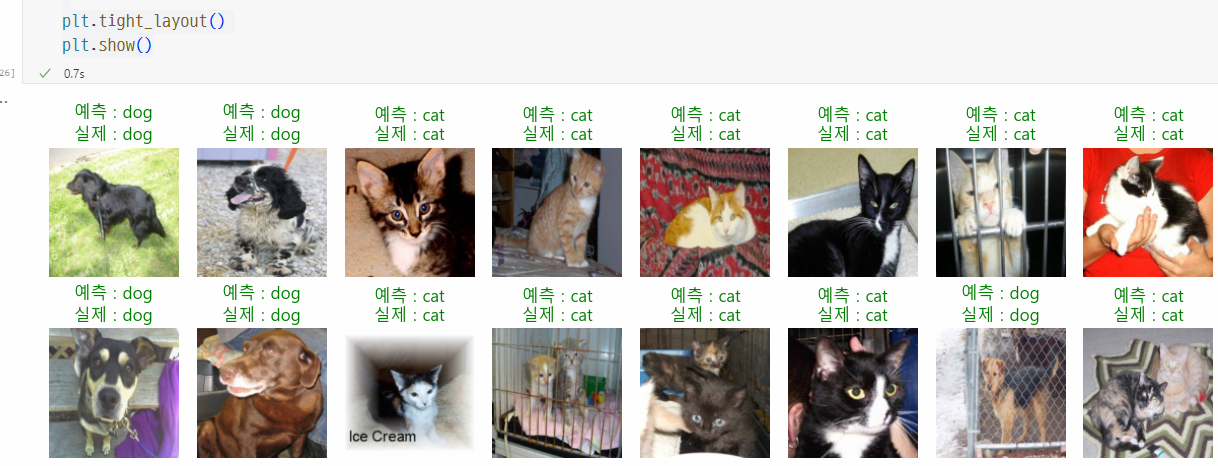 plt.tight_layout()
plt.show()
26]
0.7s
..
예측 : dog
실제 : dog
예측 : dog
실제 : dog
예측 : cat
실제 : cat
예측 : cat
실제 : cat
예측 : cat
실제 : cat
예측 : cat
실제 : cat
예측 : cat
실제 : cat
예측 : cat
실제 : cat
예측 : dog
실제 : dog
예측 : dog
실제 : dog
예측 : cat
실제 : cat
예측 : cat
실제 : cat
예측 : cat
실제 : cat
예측 : cat
실제 : cat
예측 : dog
실제 : dog
예측 : cat
실제 : cat
Ice Cream